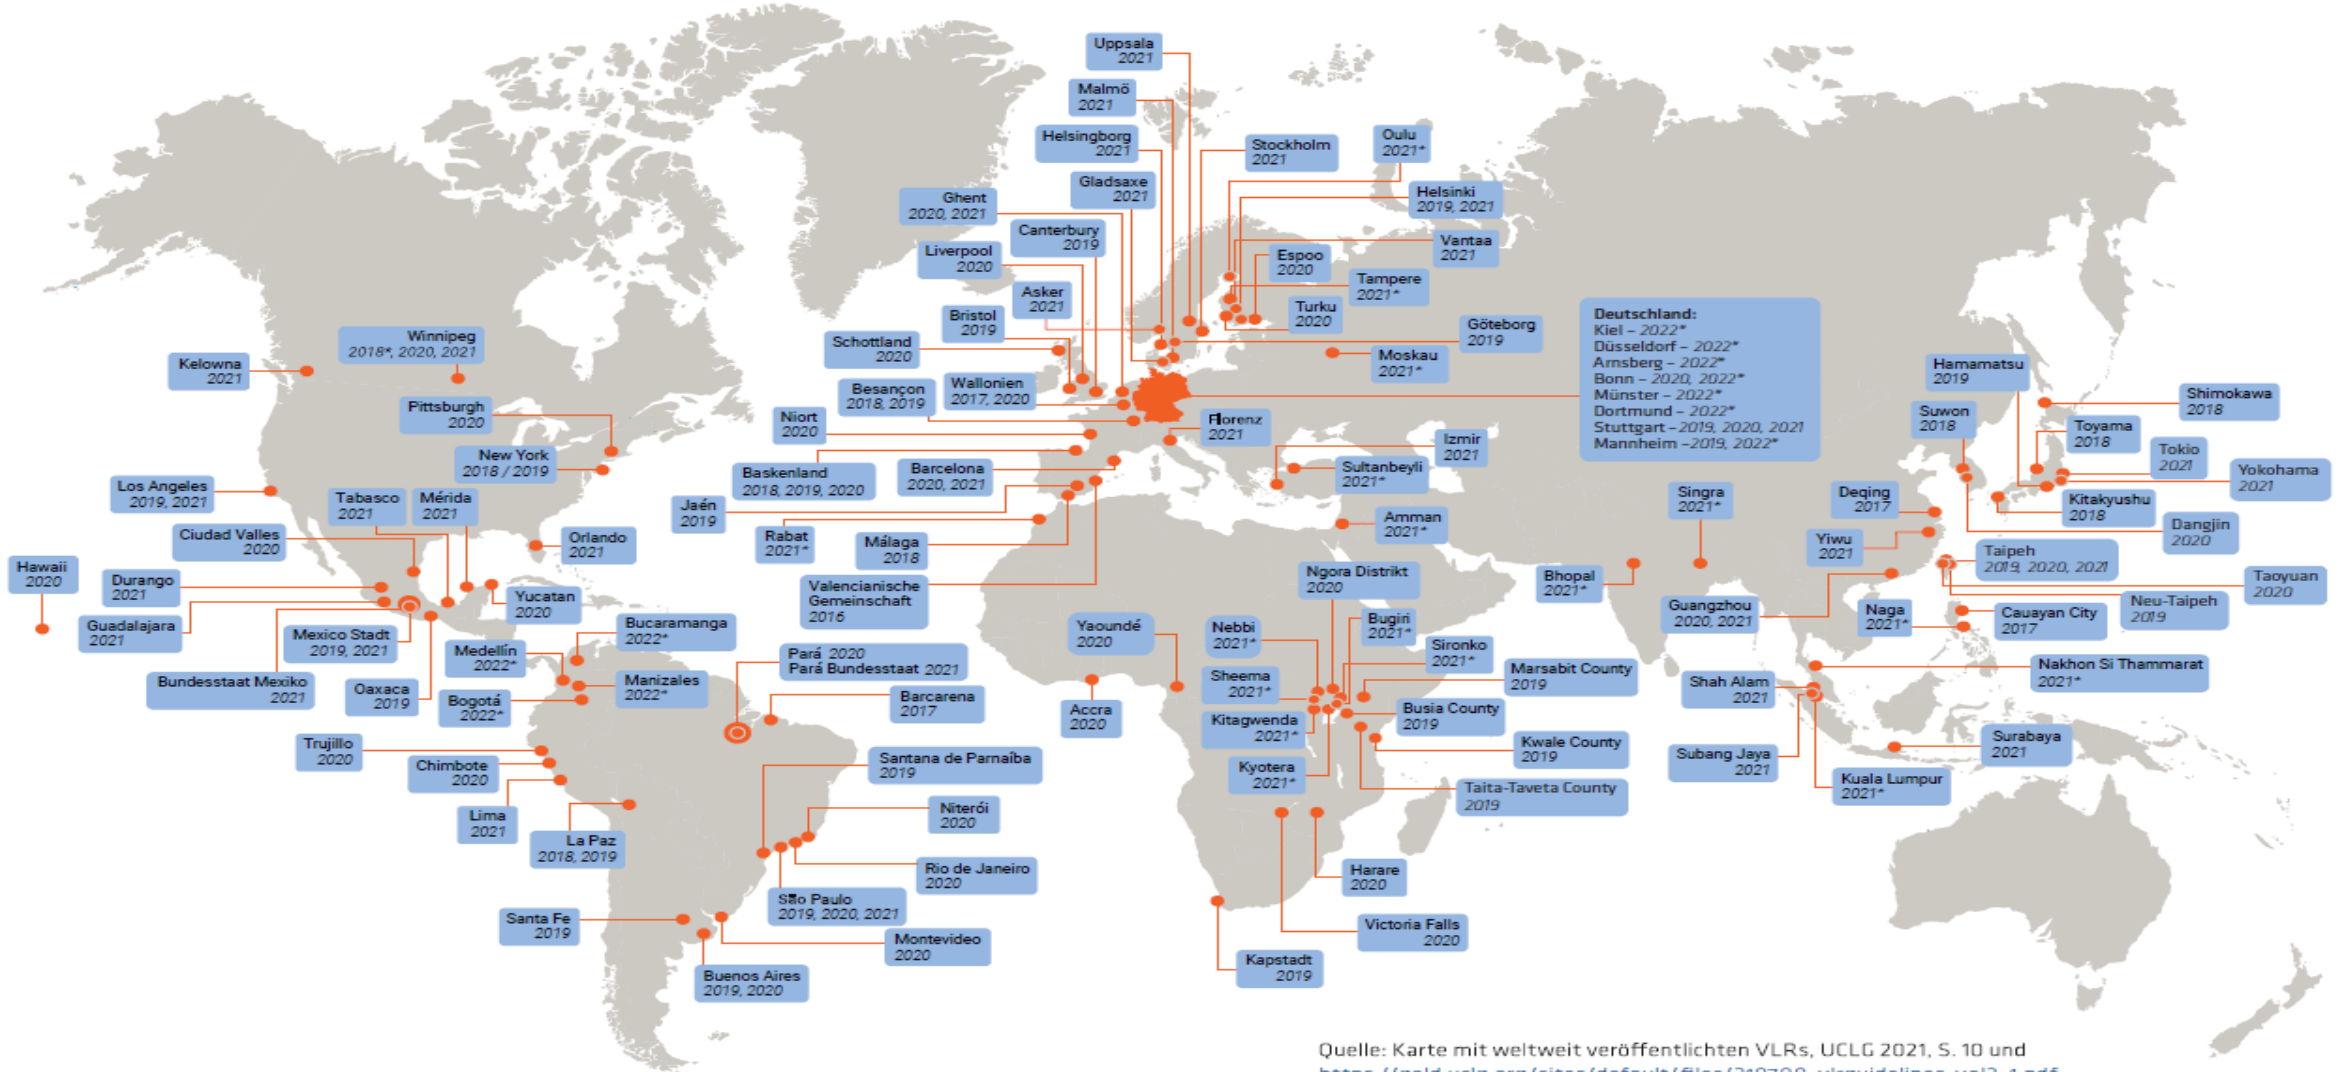 Uppsala
2021
Malmö
2021
Helsingborg
2021
Gladsaxe
2021
Ghent
2020, 2021
Canterbury
2019
Liverpool
2020
Asker
2021
Bristol
2019
Schottland
2020
Besançon
2018, 2019
Wallonien
2017, 2020
Niort
2020
Baskenland
2018, 2019, 2020
Barcelona
2020, 2021
Jaén
2019
Rabat
2021*
Málaga
2018
Valencianische
Gemeinschaft
2016
Stockholm
2021
Oulu
2021*
Helsinki
2019, 2021
Vantaa
2021
Espoo
2020
Tampere
2021*
Turku
2020
Göteborg
2019
Moskau
2021*
Florenz
2021
Izmir
2021
Sultanbeyli
2021*
Amman
2021*
Deutschland:
Kiel – 2022*
Düsseldorf – 2022*
Arnsberg – 2022*
Bonn – 2020, 2022*
Münster – 2022*
Dortmund – 2022*
Stuttgart –2019, 2020, 2021
Mannheim –2019, 2022*
Winnipeg
2018*, 2020, 2021
Kelowna
2021
Pittsburgh
2020
New York
2018 / 2019
Los Angeles
2019, 2021
Tabasco
2021
Mérida
2021
Ciudad Valles
2020
Orlando
2021
Hawaii
2020
Durango
2021
Yucatan
2020
Guadalajara
2021
Mexico Stadt
2019, 2021
Bundesstaat Mexiko
2021
Oaxaca
2019
Bucaramanga
2022*
Medellín
2022*
Manizales
2022*
Bogotá
2022*
Pará 2020
Pará Bundesstaat 2021
Barcarena
2017
Trujillo
2020
Chimbote
2020
Lima
2021
La Paz
2018, 2019
Santana de Parnaíba
2019
Niterói
2020
Rio de Janeiro
2020
São Paulo
2019, 2020, 2021
Santa Fe
2019
Montevideo
2020
Buenos Aires
2019, 2020
Yaoundé
2020
Accra
2020
Ngora Distrikt
2020
Nebbi
2021*
Bugiri
2021*
Sironko
2021*
Sheema
2021*
Marsabit County
2019
Kitagwenda
2021*
Busia County
2019
Kwale County
2019
Kyotera
2021*
Taita-Taveta County
2019
Harare
2020
Victoria Falls
2020
Kapstadt
2019
Hamamatsu
2019
Shimokawa
2018
Suwon
2018
Toyama
2018
Tokio
2021
Yokohama
2021
Kitakyushu
2018
Dangjin
2020
Singra
2021*
Deqing
2017
Yiwu
2021
Taipeh
2019, 2020, 2021
Taoyuan
2020
Neu-Taipeh
2019
Bhopal
2021*
Guangzhou
2020, 2021
Naga
2021*
Cauayan City
2017
Nakhon Si Thammarat
2021*
Shah Alam
2021
Subang Jaya
2021
Kuala Lumpur
2021*
Surabaya
2021
Quelle: Karte mit weltweit veröffentlichten VLRs, UCLG 2021, S. 10 und